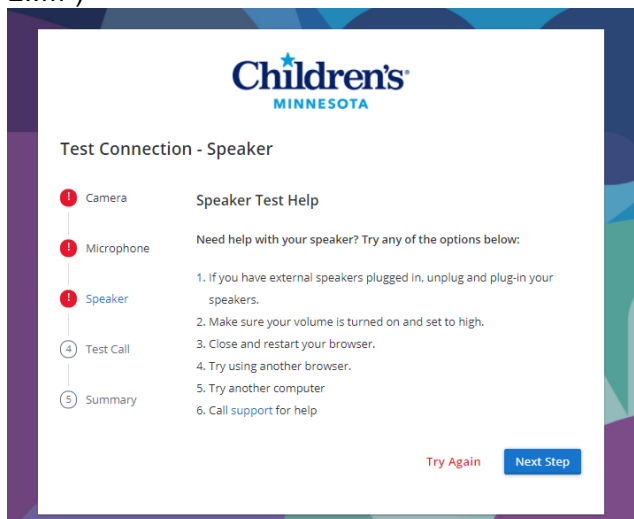 Children's
MINNESOTA
Test Connection - Speaker
! Camera
! Microphone
! Speaker
4 Test Call
5 Summary
Speaker Test Help
Need help with your speaker? Try any of the options below:
1. If you have external speakers plugged in, unplug and plug-in your
speakers.
2. Make sure your volume is turned on and set to high.
3. Close and restart your browser.
4. Try using another browser.
5. Try another computer
6. Call support for help
Try Again
Next Step